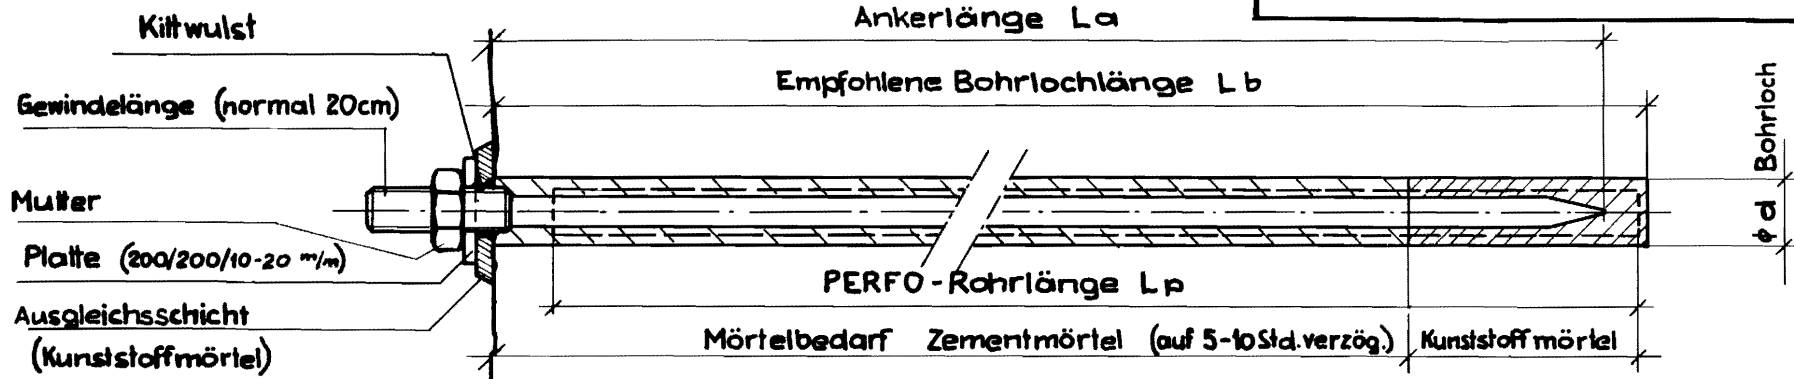 Ankerlänge La
Kittwulst
Empfohlene Bohrlochlänge Lb
Gewindelänge (normal 20cm)
Bohrloch
ϕ d
Mutter
Platte (200/200/10-20 m/m)
PERFO-Rohrlänge Lp
Ausgleichsschicht
(Kunststoffmörtel)
Mörtelbedarf Zementmörtel (auf 5-10 Std. verzög.) Kunststoffmörtel